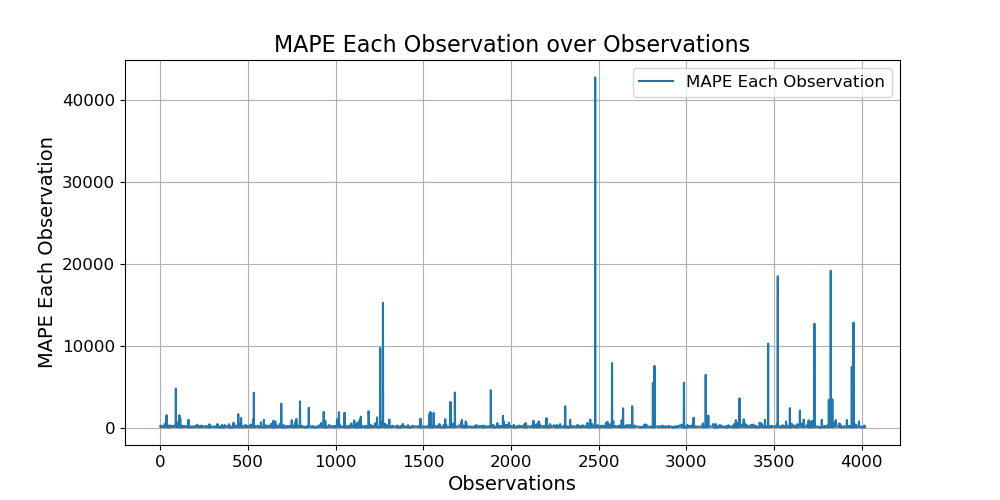 MAPE Each Observation over Observations
MAPE Each Observation
MAPE Each Observation
40000
30000
20000
10000
0
0 500 1000 1500 2000 2500 3000 3500 4000
Observations